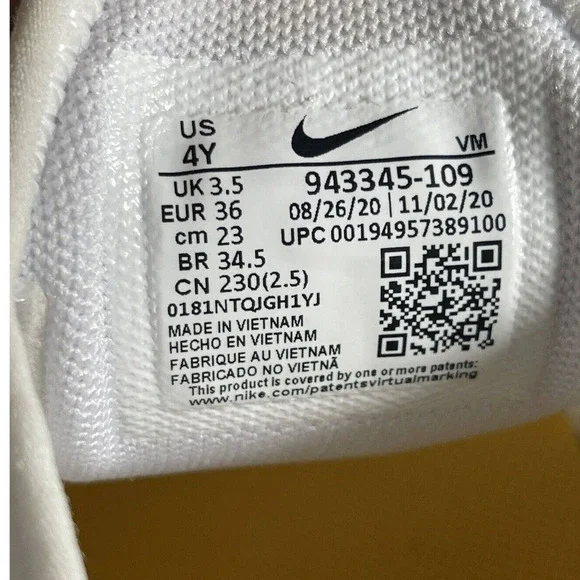 US
4Y
VM
UK 3.5
943345-109
EUR 36
08/26/20 | 11/02/20
cm 23
UPC 00194957389100
BR 34.5
CN 230(2.5)
0181NTQJGH1YJ
MADE IN VIETNAM
HECHO EN VIETNAM
FABRIQUE AU VIETNAM
FABRICADO NO VIETNÃ
This product is covered by one or more patents:
www.nike.com/patentsvirtualmarking